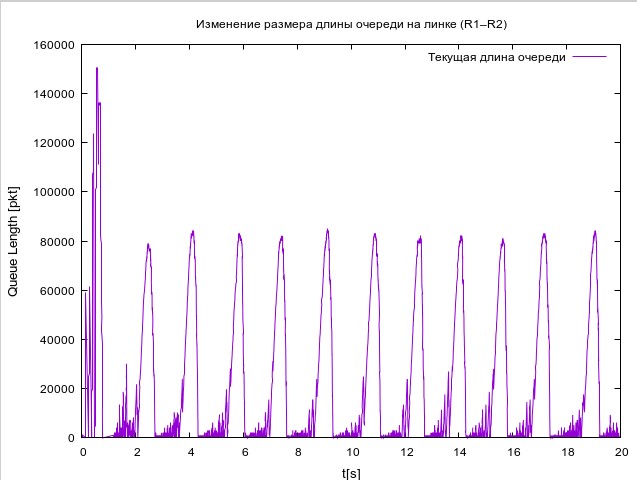 Изменение размера длины очереди на линке (R1–R2)
160000
140000
120000
100000
80000
60000
40000
20000
0
Queue Length [pkt]
Текущая длина очереди
0 2 4 6 8 10 12 14 16 18 20
t[s]